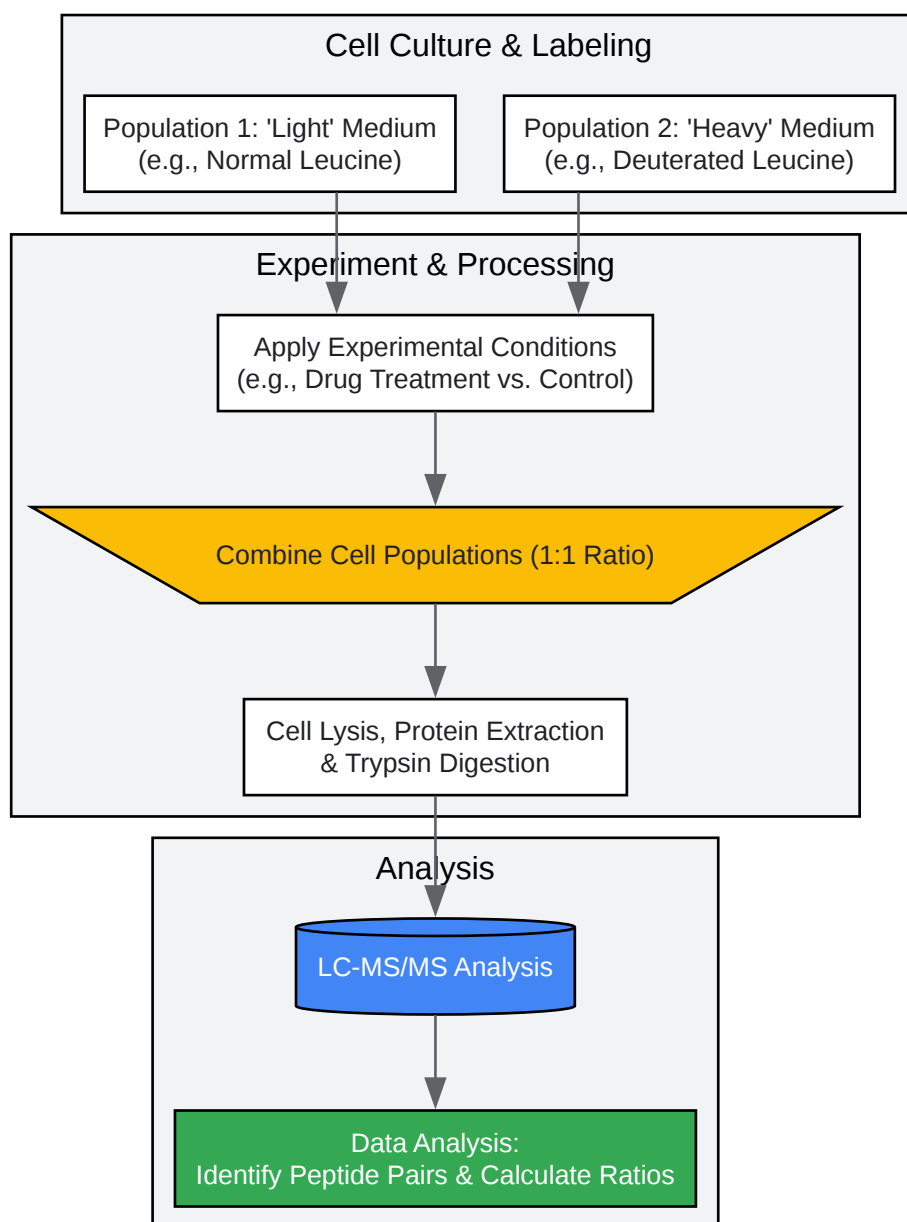 Cell Culture & Labeling
Population 1: 'Light' Medium
(e.g., Normal Leucine)
Population 2: 'Heavy' Medium
(e.g., Deuterated Leucine)
Experiment & Processing
Apply Experimental Conditions
(e.g., Drug Treatment vs. Control)
Combine Cell Populations (1:1 Ratio)
Cell Lysis, Protein Extraction
& Trypsin Digestion
Analysis
LC-MS/MS Analysis
Data Analysis:
Identify Peptide Pairs & Calculate Ratios